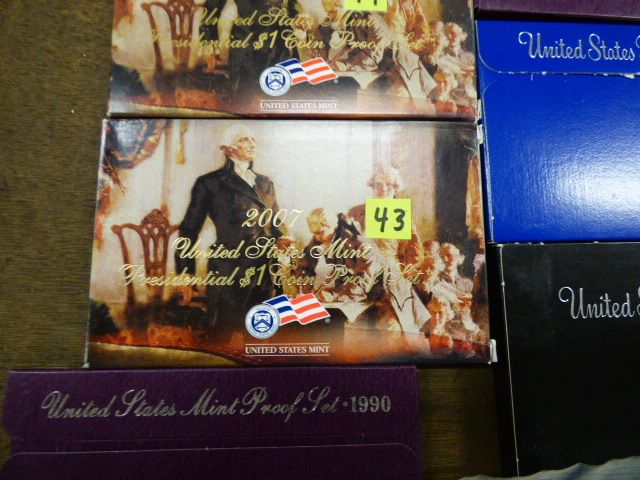 United States Mint
Presidential $1 Coin Proof Set
UNITED STATES MINT
United States
2007
43
United States Mint
Presidential $1 Coin Proof Set
UNITED STATES MINT
United
United States Mint Proof Set • 1990